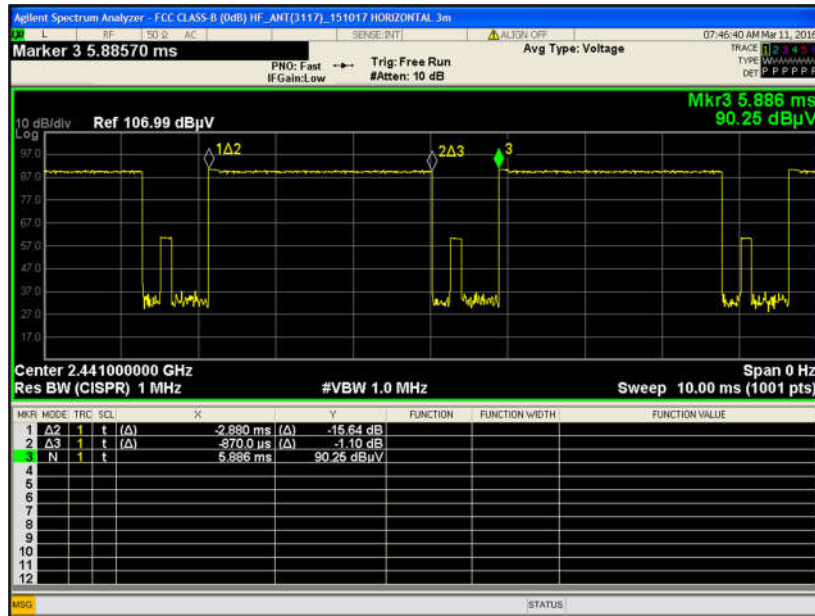 Agilent Spectrum Analyzer - FCC CLASS-B (0dB) HF_ANT(3117)_151017 HORIZONTAL 3m
L RF 50 Ω AC SENSE:INT ALIGN OFF 07:46:40 AM Mar 11, 2016
Marker 3 5.88570 ms
PNO: Fast
IFGain:Low
Trig: Free Run
#Atten: 10 dB
Avg Type: Voltage
TRACE 1 2 3 4 5
TYPE W
DET P P P P P
Mkr3 5.886 ms
90.25 dBµV
10 dB/div Ref 106.99 dBµV
Log
97.0
87.0
77.0
67.0
57.0
47.0
37.0
27.0
17.0
1Δ2
2Δ3
3
Center 2.441000000 GHz Span 0 Hz
Res BW (CISPR) 1 MHz #VBW 1.0 MHz Sweep 10.00 ms (1001 pts)
MKR MODE TRC SCL X Y FUNCTION FUNCTION WIDTH FUNCTION VALUE
1 Δ2 1 t (Δ) -2.880 ms (Δ) -15.64 dB
2 Δ3 1 t (Δ) -870.0 µs (Δ) -1.10 dB
3 N 1 t 5.886 ms 90.25 dBµV
4
5
6
7
8
9
10
11
12
MSG STATUS